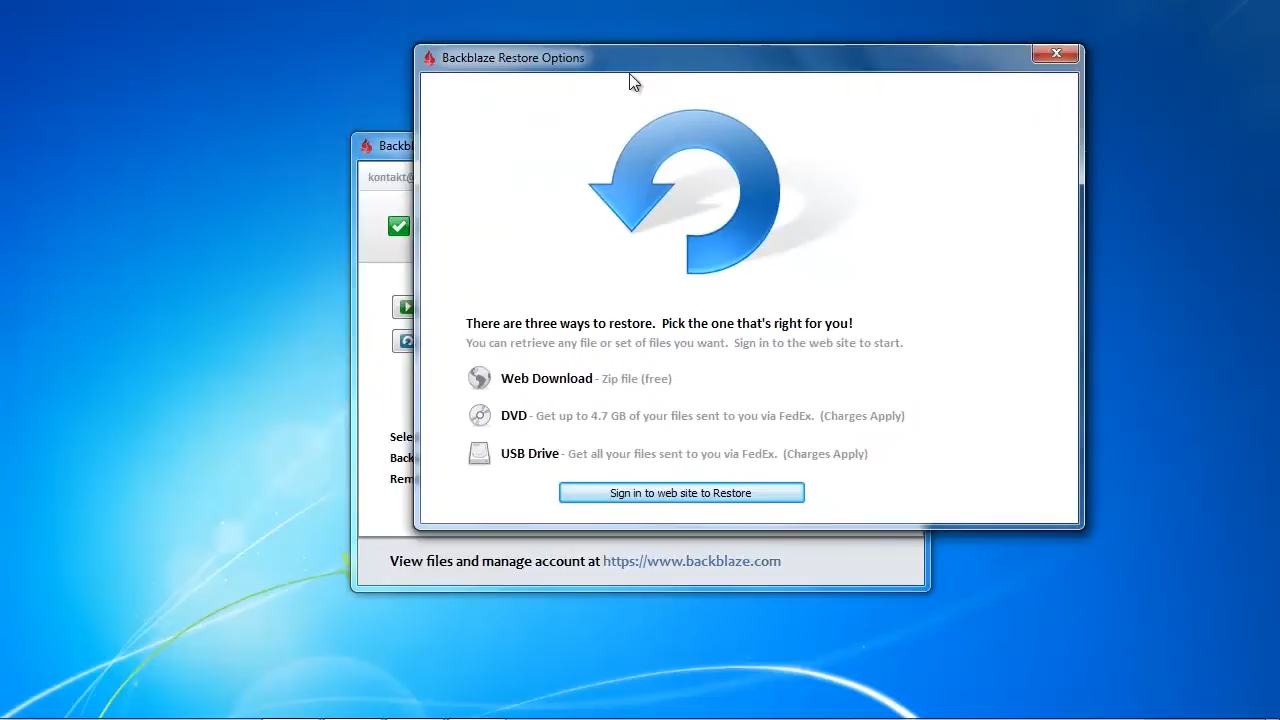 Backblaze Restore Options
There are three ways to restore. Pick the one that's right for you!
You can retrieve any file or set of files you want. Sign in to the web site to start.
Web Download - Zip file (free)
DVD - Get up to 4.7 GB of your files sent to you via FedEx. (Charges Apply)
USB Drive - Get all your files sent to you via FedEx. (Charges Apply)
Sign in to web site to Restore
Backbl
kontakt@
Sele
Back
Rem
View files and manage account at https://www.backblaze.com